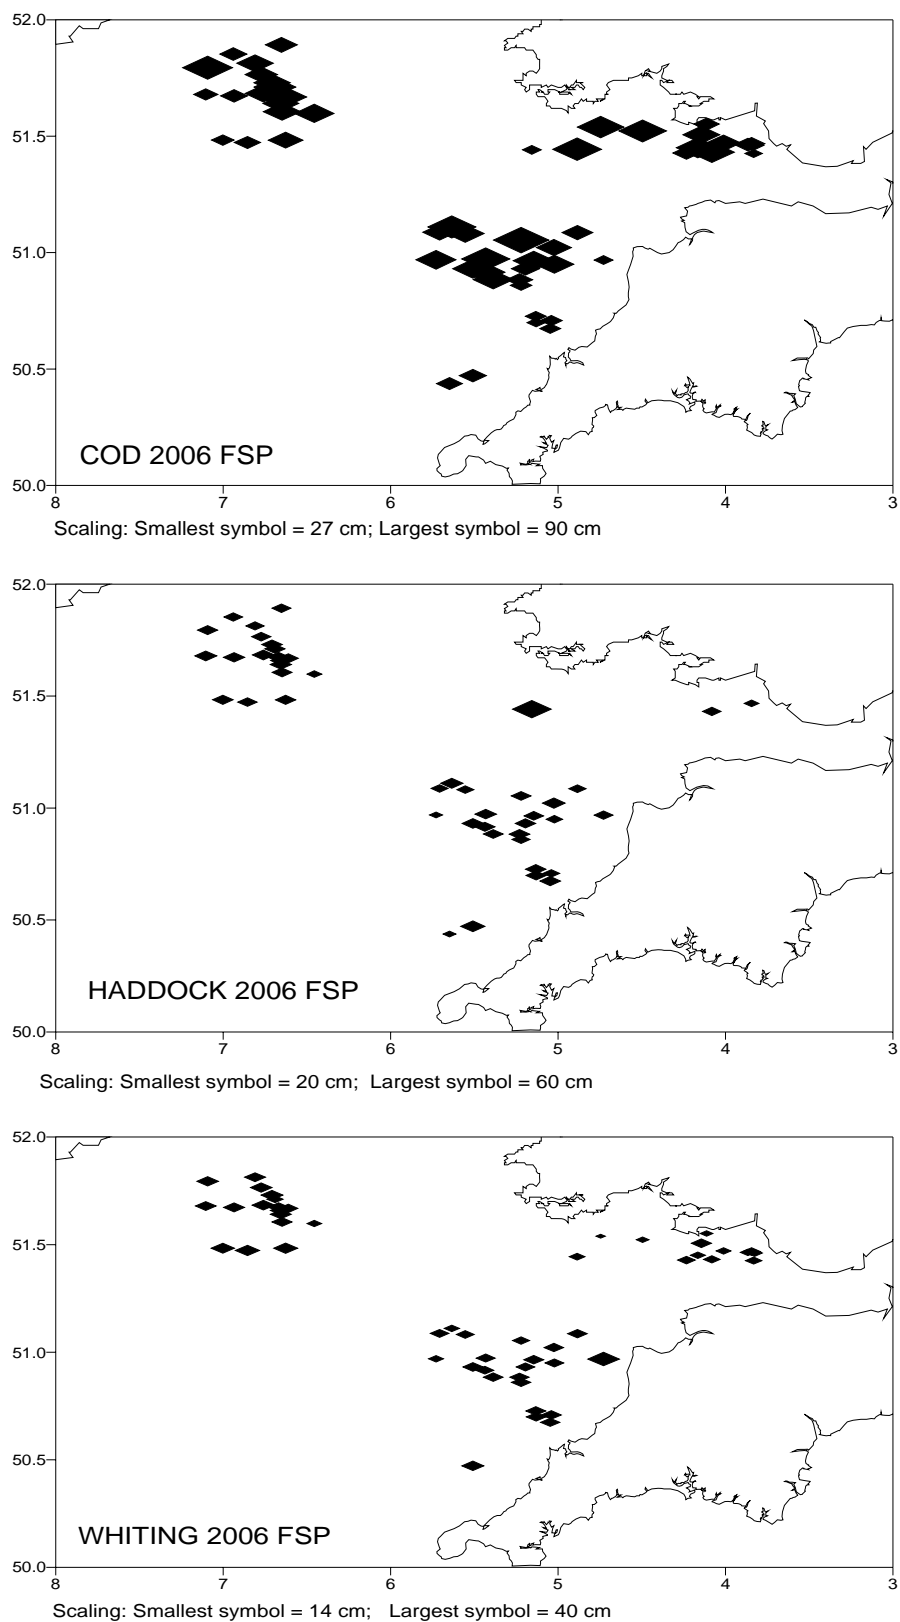 52.0
51.5
51.0
50.5
COD 2006 FSP
50.0
8 7 6 5 4 3
Scaling: Smallest symbol = 27 cm; Largest symbol = 90 cm
52.0
51.5
51.0
50.5
HADDOCK 2006 FSP
50.0
8 7 6 5 4 3
Scaling: Smallest symbol = 20 cm; Largest symbol = 60 cm
52.0
51.5
51.0
50.5
WHITING 2006 FSP
50.0
8 7 6 5 4 3
Scaling: Smallest symbol = 14 cm; Largest symbol = 40 cm